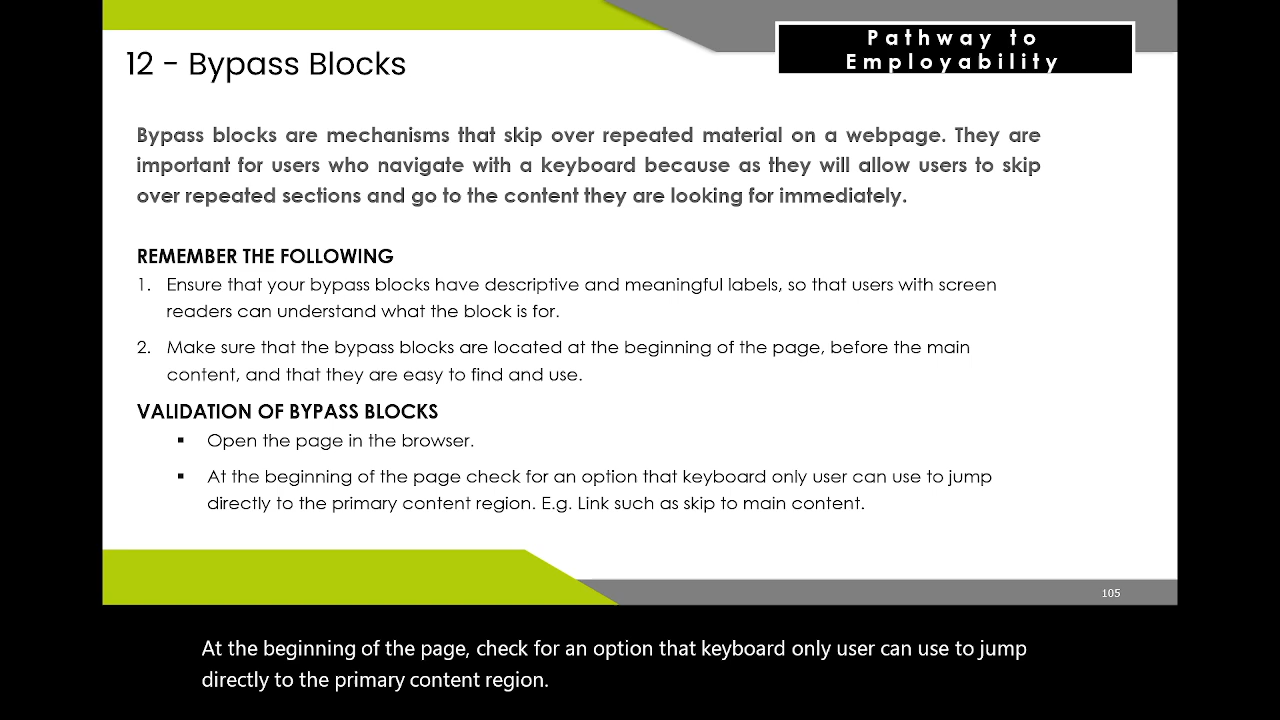 12 - Bypass Blocks
Pathway to
Employability
Bypass blocks are mechanisms that skip over repeated material on a webpage. They are
important for users who navigate with a keyboard because as they will allow users to skip
over repeated sections and go to the content they are looking for immediately.
REMEMBER THE FOLLOWING
1. Ensure that your bypass blocks have descriptive and meaningful labels, so that users with screen
readers can understand what the block is for.
2. Make sure that the bypass blocks are located at the beginning of the page, before the main
content, and that they are easy to find and use.
VALIDATION OF BYPASS BLOCKS
▪ Open the page in the browser.
▪ At the beginning of the page check for an option that keyboard only user can use to jump
directly to the primary content region. E.g. Link such as skip to main content.
105
At the beginning of the page, check for an option that keyboard only user can use to jump
directly to the primary content region.